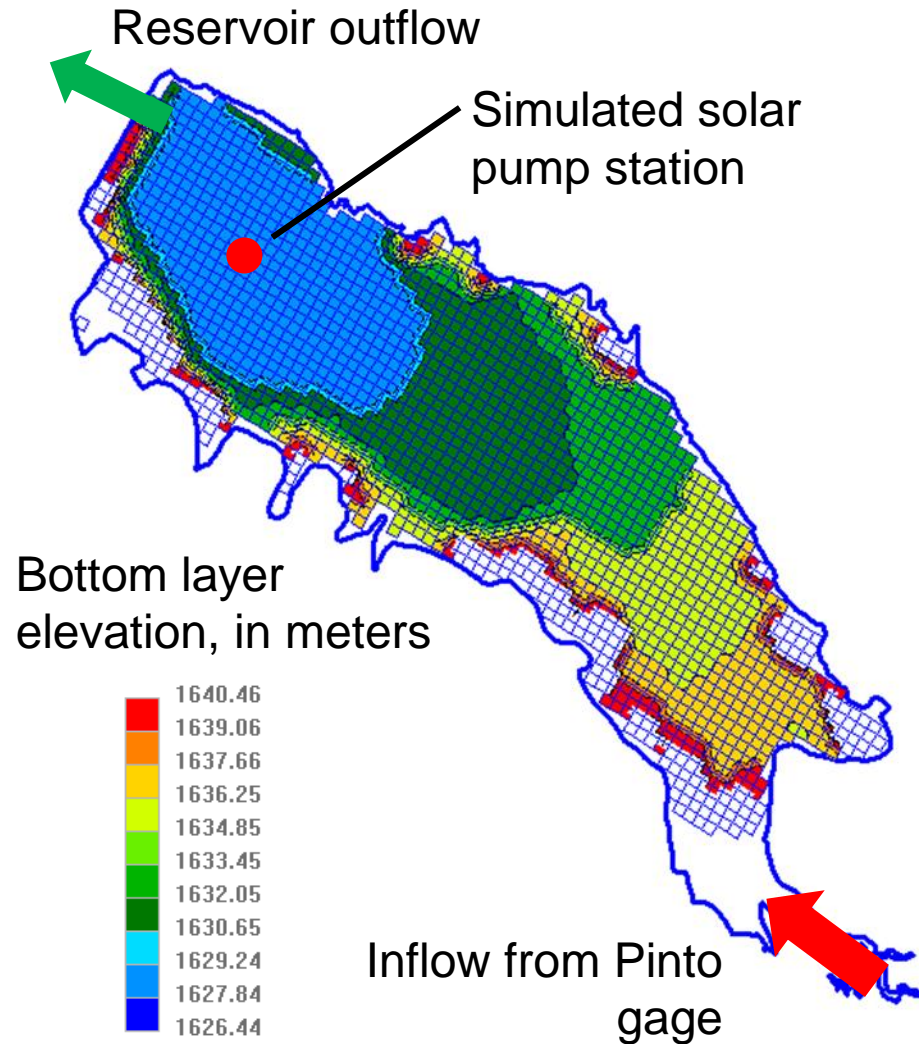 Reservoir outflow
Simulated solar
pump station
Bottom layer
elevation, in meters
1640.46
1639.06
1637.66
1636.25
1634.85
1633.45
1632.05
1630.65
1629.24
1627.84
1626.44
Inflow from Pinto
gage